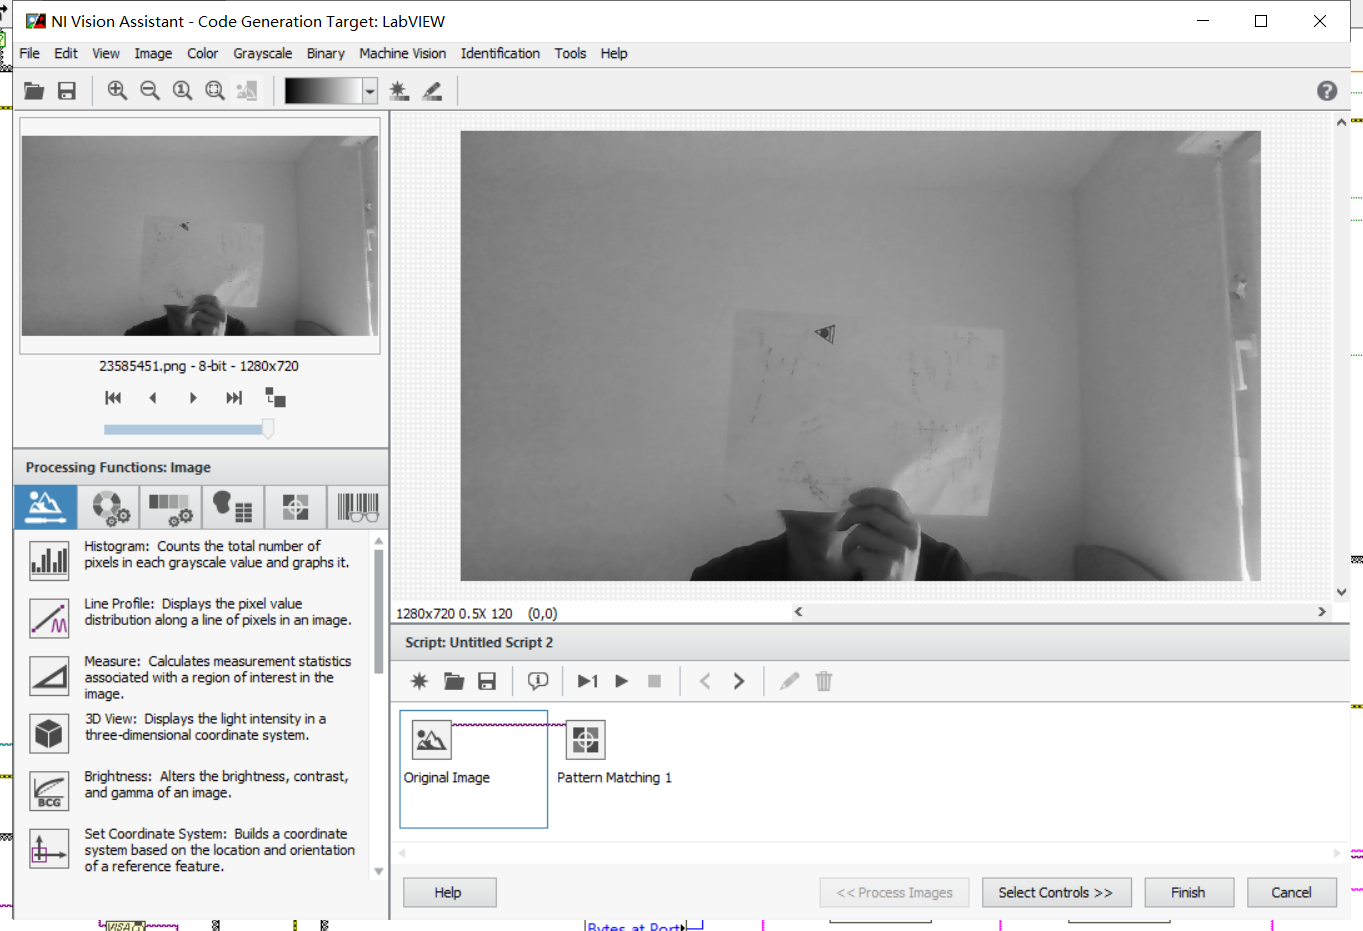 NI Vision Assistant - Code Generation Target: LabVIEW
File Edit View Image Color Grayscale Binary Machine Vision Identification Tools Help
23585451.png - 8-bit - 1280x720
Processing Functions: Image
Histogram: Counts the total number of
pixels in each grayscale value and graphs it.
Line Profile: Displays the pixel value
distribution along a line of pixels in an image.
Measure: Calculates measurement statistics
associated with a region of interest in the
image.
3D View: Displays the light intensity in a
three-dimensional coordinate system.
BCG
Brightness: Alters the brightness, contrast,
and gamma of an image.
Set Coordinate System: Builds a coordinate
system based on the location and orientation
of a reference feature.
1280x720 0.5X 120 (0,0)
Script: Untitled Script 2
1
Original Image
Pattern Matching 1
Help
<< Process Images
Select Controls >>
Finish
Cancel
VISA
Bytes at Port